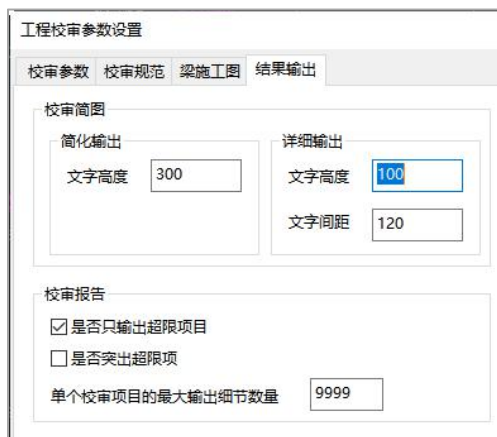 工程校审参数设置
校审参数 校审规范 梁施工图 结果输出
校审简图
简化输出
文字高度 300
详细输出
文字高度 100
文字间距 120
校审报告
是否只输出超限项目
是否突出超限项
单个校审项目的最大输出细节数量 9999